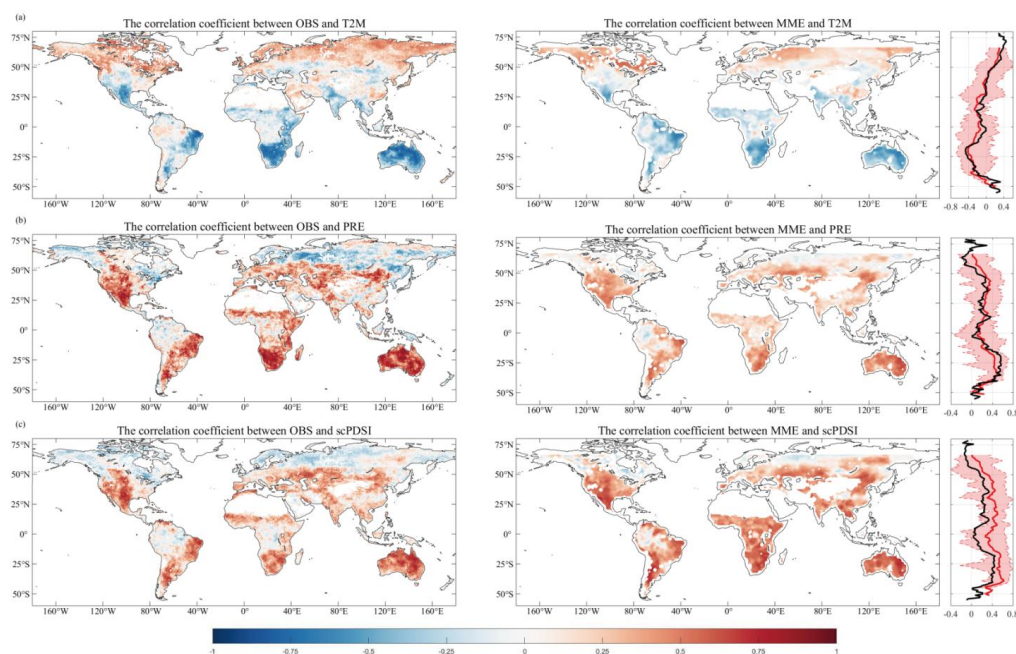 (a)
The correlation coefficient between OBS and T2M
The correlation coefficient between MME and T2M
75°N
50°N
25°N
0°
25°S
50°S
160°W 120°W 80°W 40°W 0° 40°E 80°E 120°E 160°E
75°N
50°N
25°N
0°
25°S
50°S
160°W 120°W 80°W 40°W 0° 40°E 80°E 120°E 160°E
-0.8 -0.4 0 0.4
(b)
The correlation coefficient between OBS and PRE
The correlation coefficient between MME and PRE
75°N
50°N
25°N
0°
25°S
50°S
160°W 120°W 80°W 40°W 0° 40°E 80°E 120°E 160°E
75°N
50°N
25°N
0°
25°S
50°S
160°W 120°W 80°W 40°W 0° 40°E 80°E 120°E 160°E
-0.4 0 0.4 0.8
(c)
The correlation coefficient between OBS and scPDSI
The correlation coefficient between MME and scPDSI
75°N
50°N
25°N
0°
25°S
50°S
160°W 120°W 80°W 40°W 0° 40°E 80°E 120°E 160°E
75°N
50°N
25°N
0°
25°S
50°S
160°W 120°W 80°W 40°W 0° 40°E 80°E 120°E 160°E
-0.4 0 0.4 0.8
-1 -0.75 -0.5 -0.25 0 0.25 0.5 0.75 1